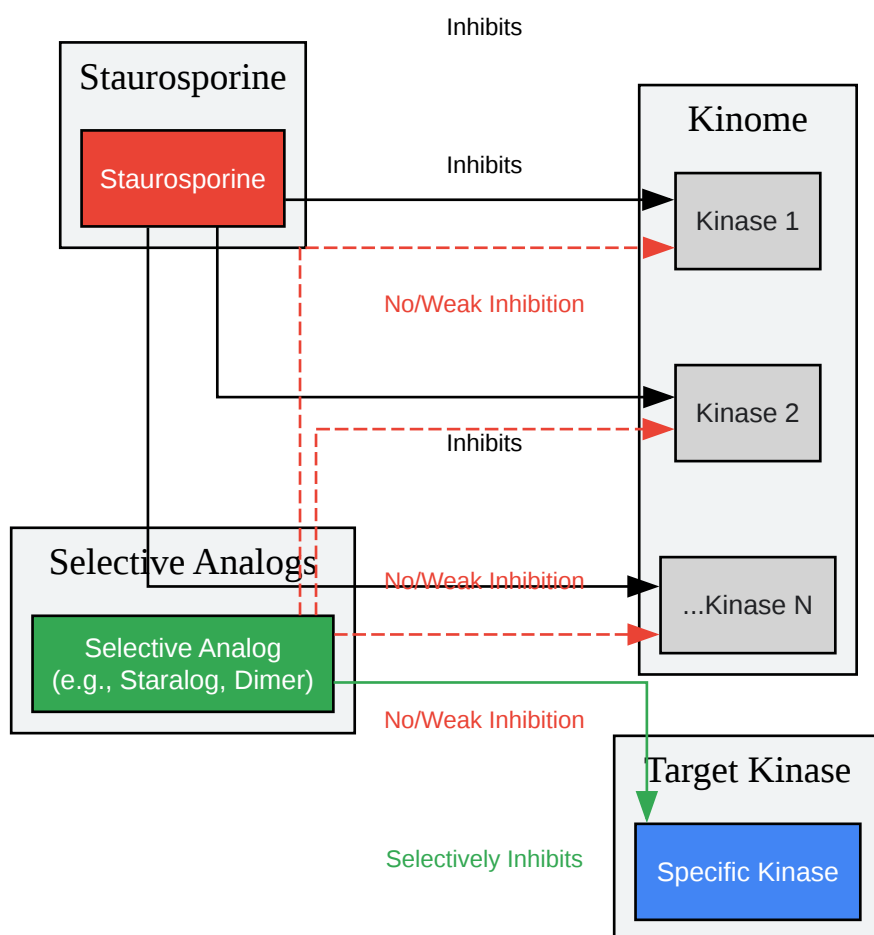 Inhibits
Staurosporine
Kinome
Staurosporine
Inhibits
Kinase 1
No/Weak Inhibition
Kinase 2
Inhibits
Selective Analogs
No/Weak Inhibition
...Kinase N
Selective Analog
(e.g., Staralog, Dimer)
No/Weak Inhibition
Target Kinase
Selectively Inhibits
Specific Kinase